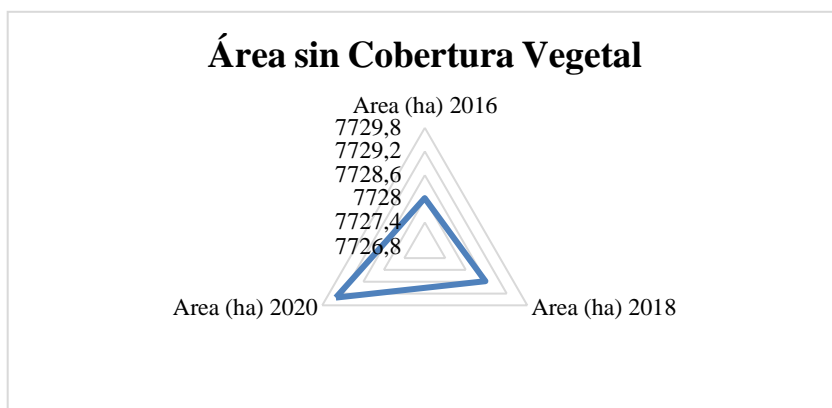 Área sin Cobertura Vegetal
Area (ha) 2016
7729,8
7729,2
7728,6
7728
7727,4
7726,8
Area (ha) 2020
Area (ha) 2018